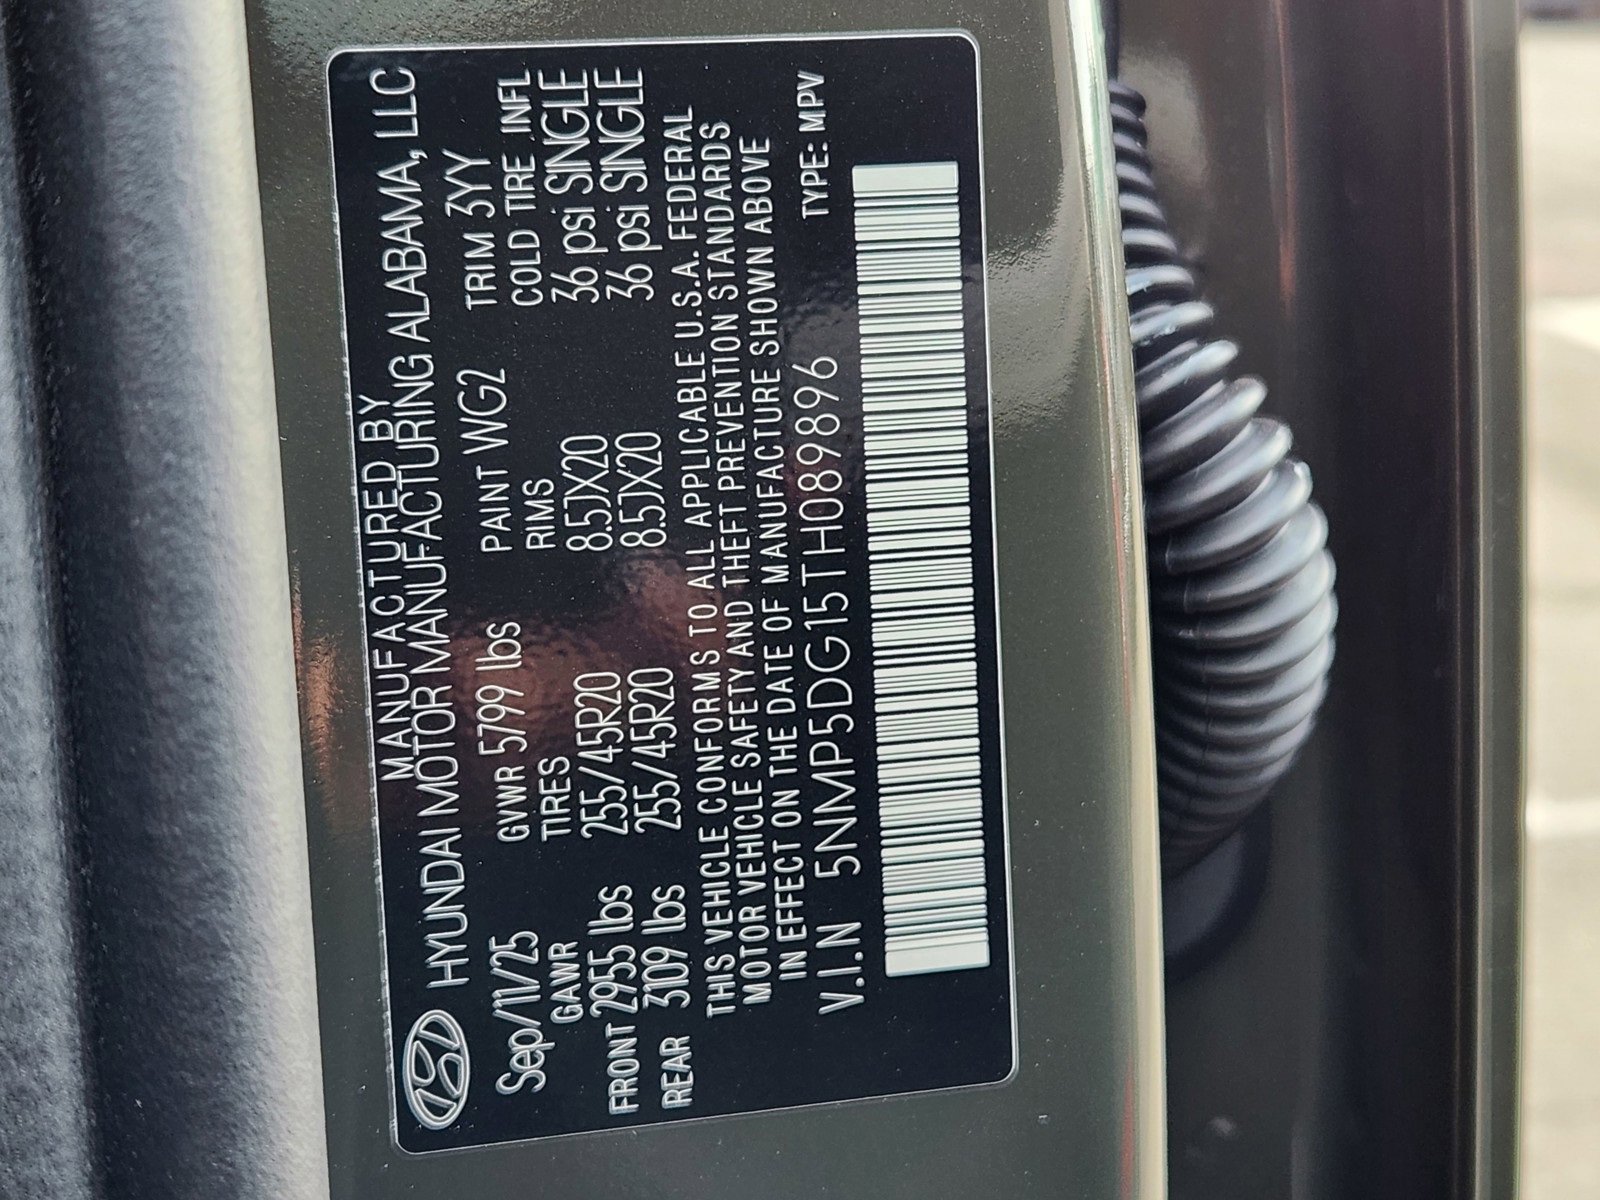 MANUFACTURED BY
HYUNDAI MOTOR MANUFACTURING ALABAMA, LLC
Sep/11/25 GVWR 5799 lbs PAINT WG2 TRIM 3YY
GAWR TIRES RIMS COLD TIRE INFL
FRONT 2955 lbs 255/45R20 8.5JX20 36 psi SINGLE
REAR 3109 lbs 255/45R20 8.5JX20 36 psi SINGLE
THIS VEHICLE CONFORMS TO ALL APPLICABLE U.S.A. FEDERAL
MOTOR VEHICLE SAFETY AND THEFT PREVENTION STANDARDS
IN EFFECT ON THE DATE OF MANUFACTURE SHOWN ABOVE
V.I.N 5NMP5DG15TH089896 TYPE: MPV